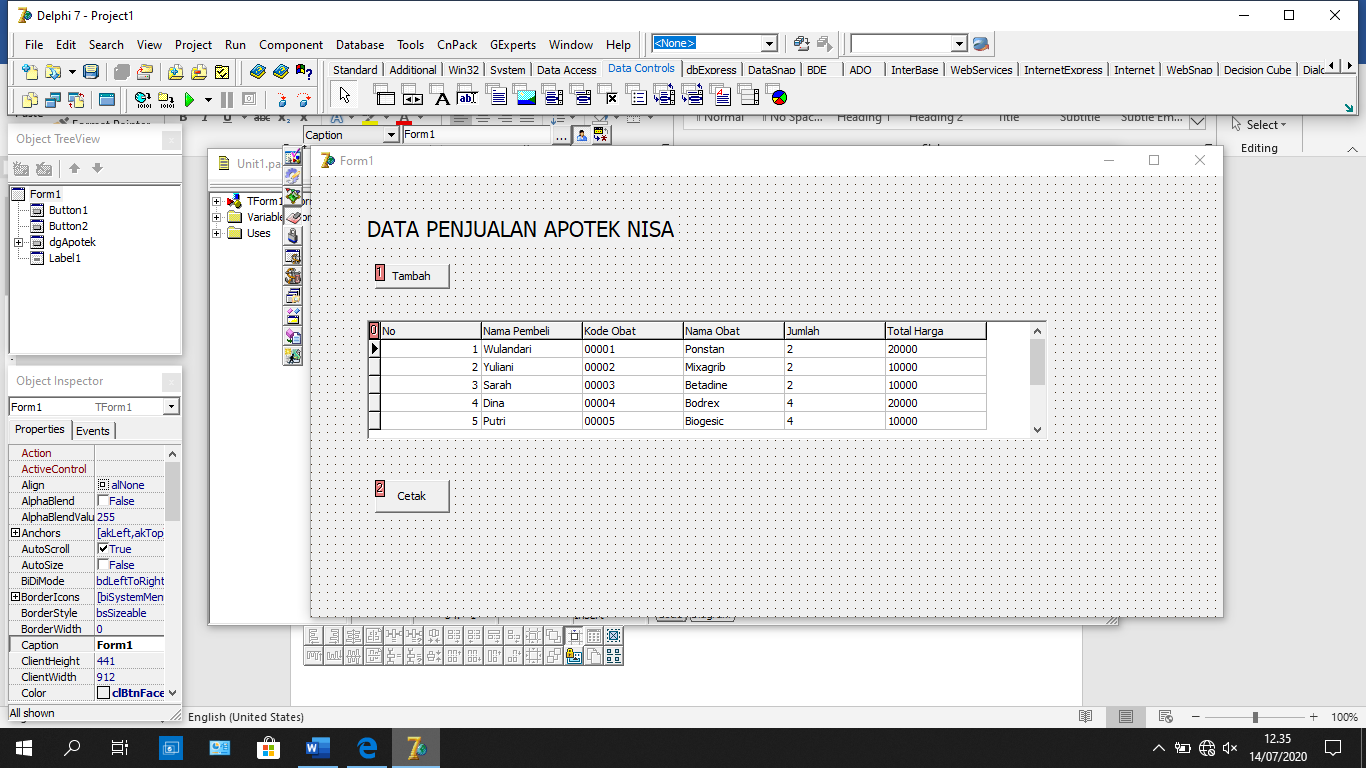 Delphi 7 - Project1
File Edit Search View Project Run Component Database Tools CnPack GExperts Window Help <None>
Standard Additional Win32 System Data Access Data Controls dbExpress DataSnap BDE ADO InterBase WebServices InternetExpress Internet WebSnap Decision Cube
Normal No Spac... Heading 1 Heading 2 Title Subtitle Subtle Em...
Select
Editing
Caption Form1 ...
Object TreeView
Form1
Button1
Button2
dgApotek
Label1
Unit1.pa
TForm1
Variable
Uses
Form1
DATA PENJUALAN APOTEK NISA
1 Tambah
0 No Nama Pembeli Kode Obat Nama Obat Jumlah Total Harga
1 Wulandari 00001 Ponstan 2 20000
2 Yuliani 00002 Mixagrib 2 10000
3 Sarah 00003 Betadine 2 10000
4 Dina 00004 Bodrex 4 20000
5 Putri 00005 Biogesic 4 10000
2 Cetak
Object Inspector
Form1 TForm1
Properties Events
Action
ActiveControl
Align alNone
AlphaBlend False
AlphaBlendValu 255
Anchors [akLeft,akTop
AutoScroll True
AutoSize False
BiDiMode bdLeftToRight
BorderIcons [biSystemMen
BorderStyle bsSizeable
BorderWidth 0
Caption Form1
ClientHeight 441
ClientWidth 912
Color clBtnFace
All shown
English (United States)
100%
12.35
14/07/2020